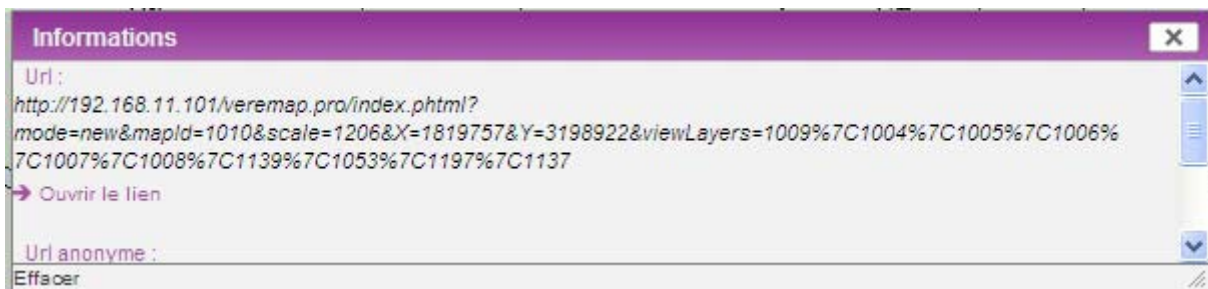 Informations
Url :
http://192.168.11.101/veremap.pro/index.phtml?
mode=new&mapId=1010&scale=1206&X=1819757&Y=3198922&viewLayers=1009%7C1004%7C1005%7C1006%
7C1007%7C1008%7C1139%7C1053%7C1197%7C1137
➔ Ouvrir le lien
Url anonyme :
Effacer